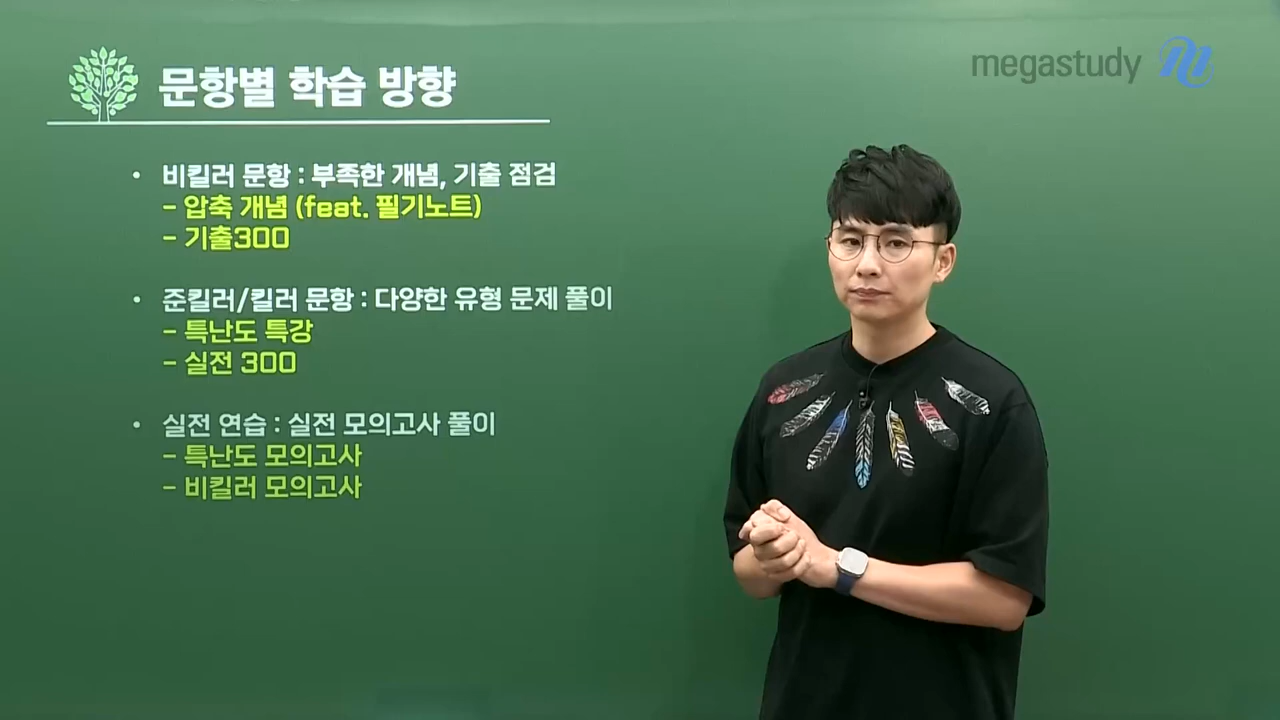 문항별 학습 방향
megastudy
• 비킬러 문항 : 부족한 개념, 기출 점검
- 압축 개념 (feat. 필기노트)
- 기출300
• 준킬러/킬러 문항 : 다양한 유형 문제 풀이
- 특난도 특강
- 실전 300
• 실전 연습 : 실전 모의고사 풀이
- 특난도 모의고사
- 비킬러 모의고사